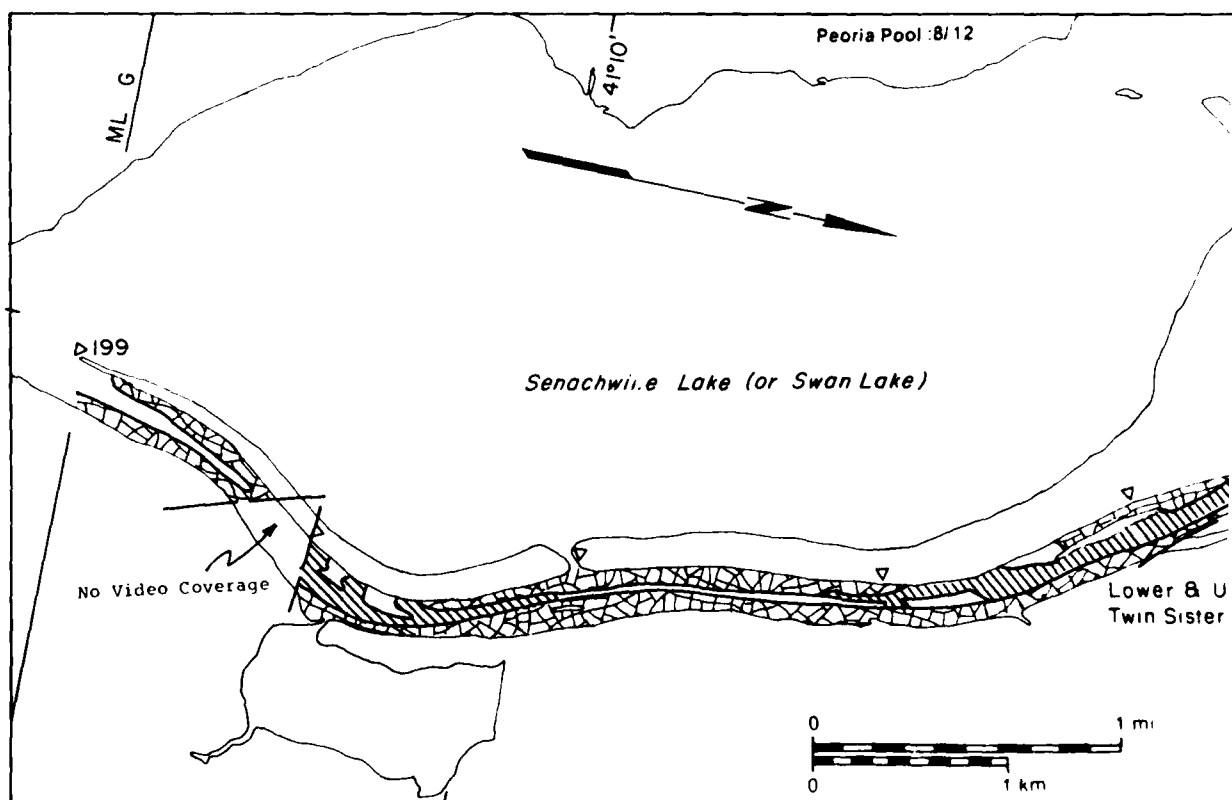 Peoria Pool :8/12
41°10'
ML G
N
199
Lake (or Swan Lake)
No Video Coverage
Lower & U
Twin Sister
0 1 mi
0 1 km